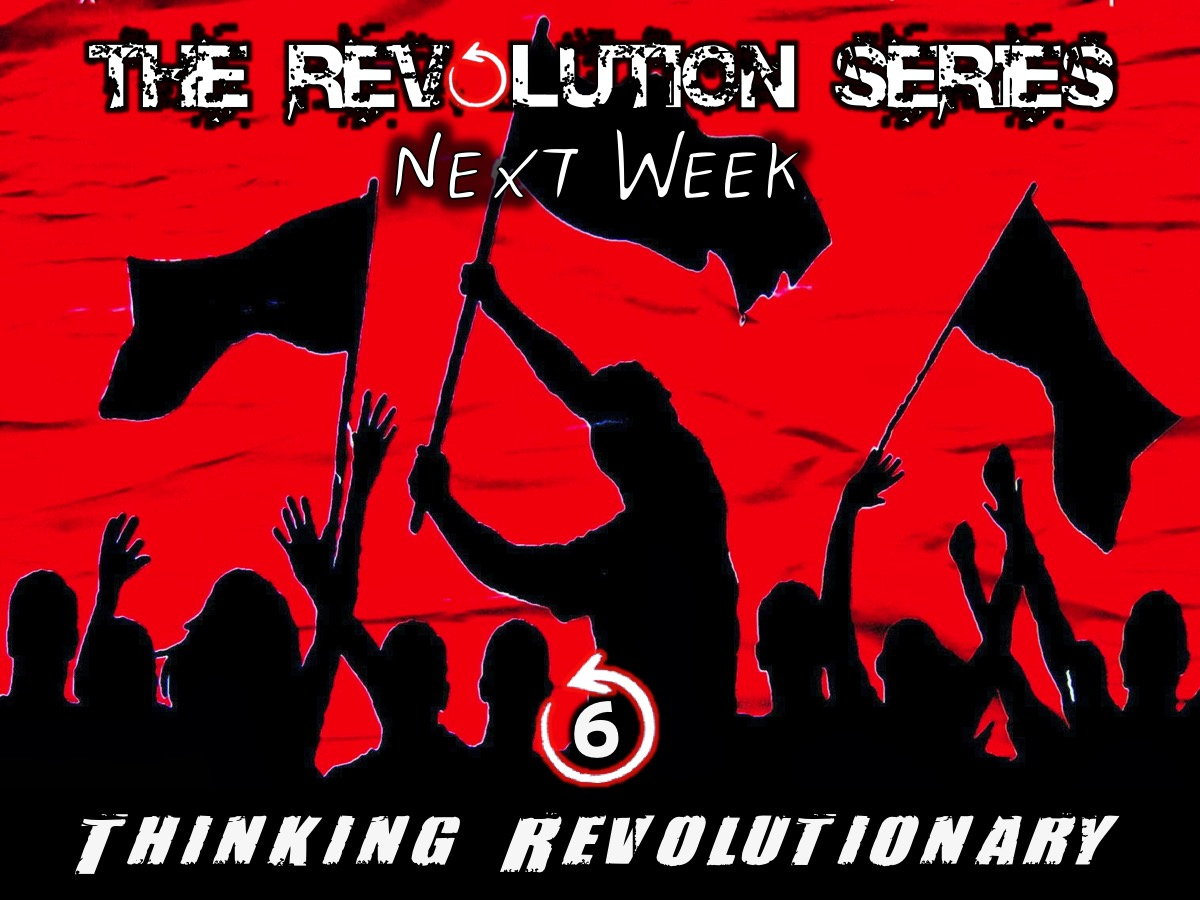 THE REVOLUTION SERIES
NEXT WEEK
6
THINKING REVOLUTIONARY